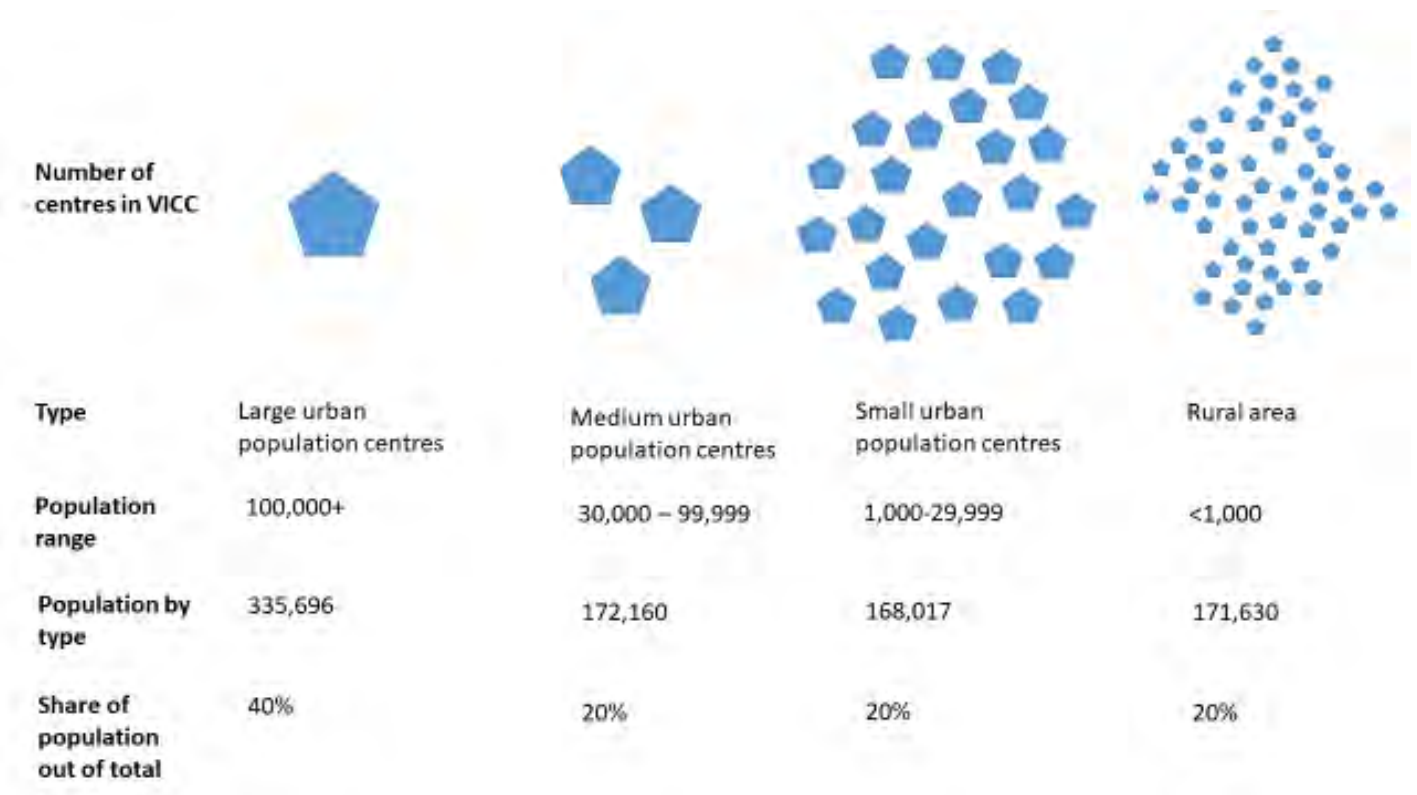 Number of
centres in VICC
Type
Large urban
population centres
Medium urban
population centres
Small urban
population centres
Rural area
Population
range
100,000+
30,000 – 99,999
1,000-29,999
<1,000
Population by
type
335,696
172,160
168,017
171,630
Share of
population
out of total
40%
20%
20%
20%